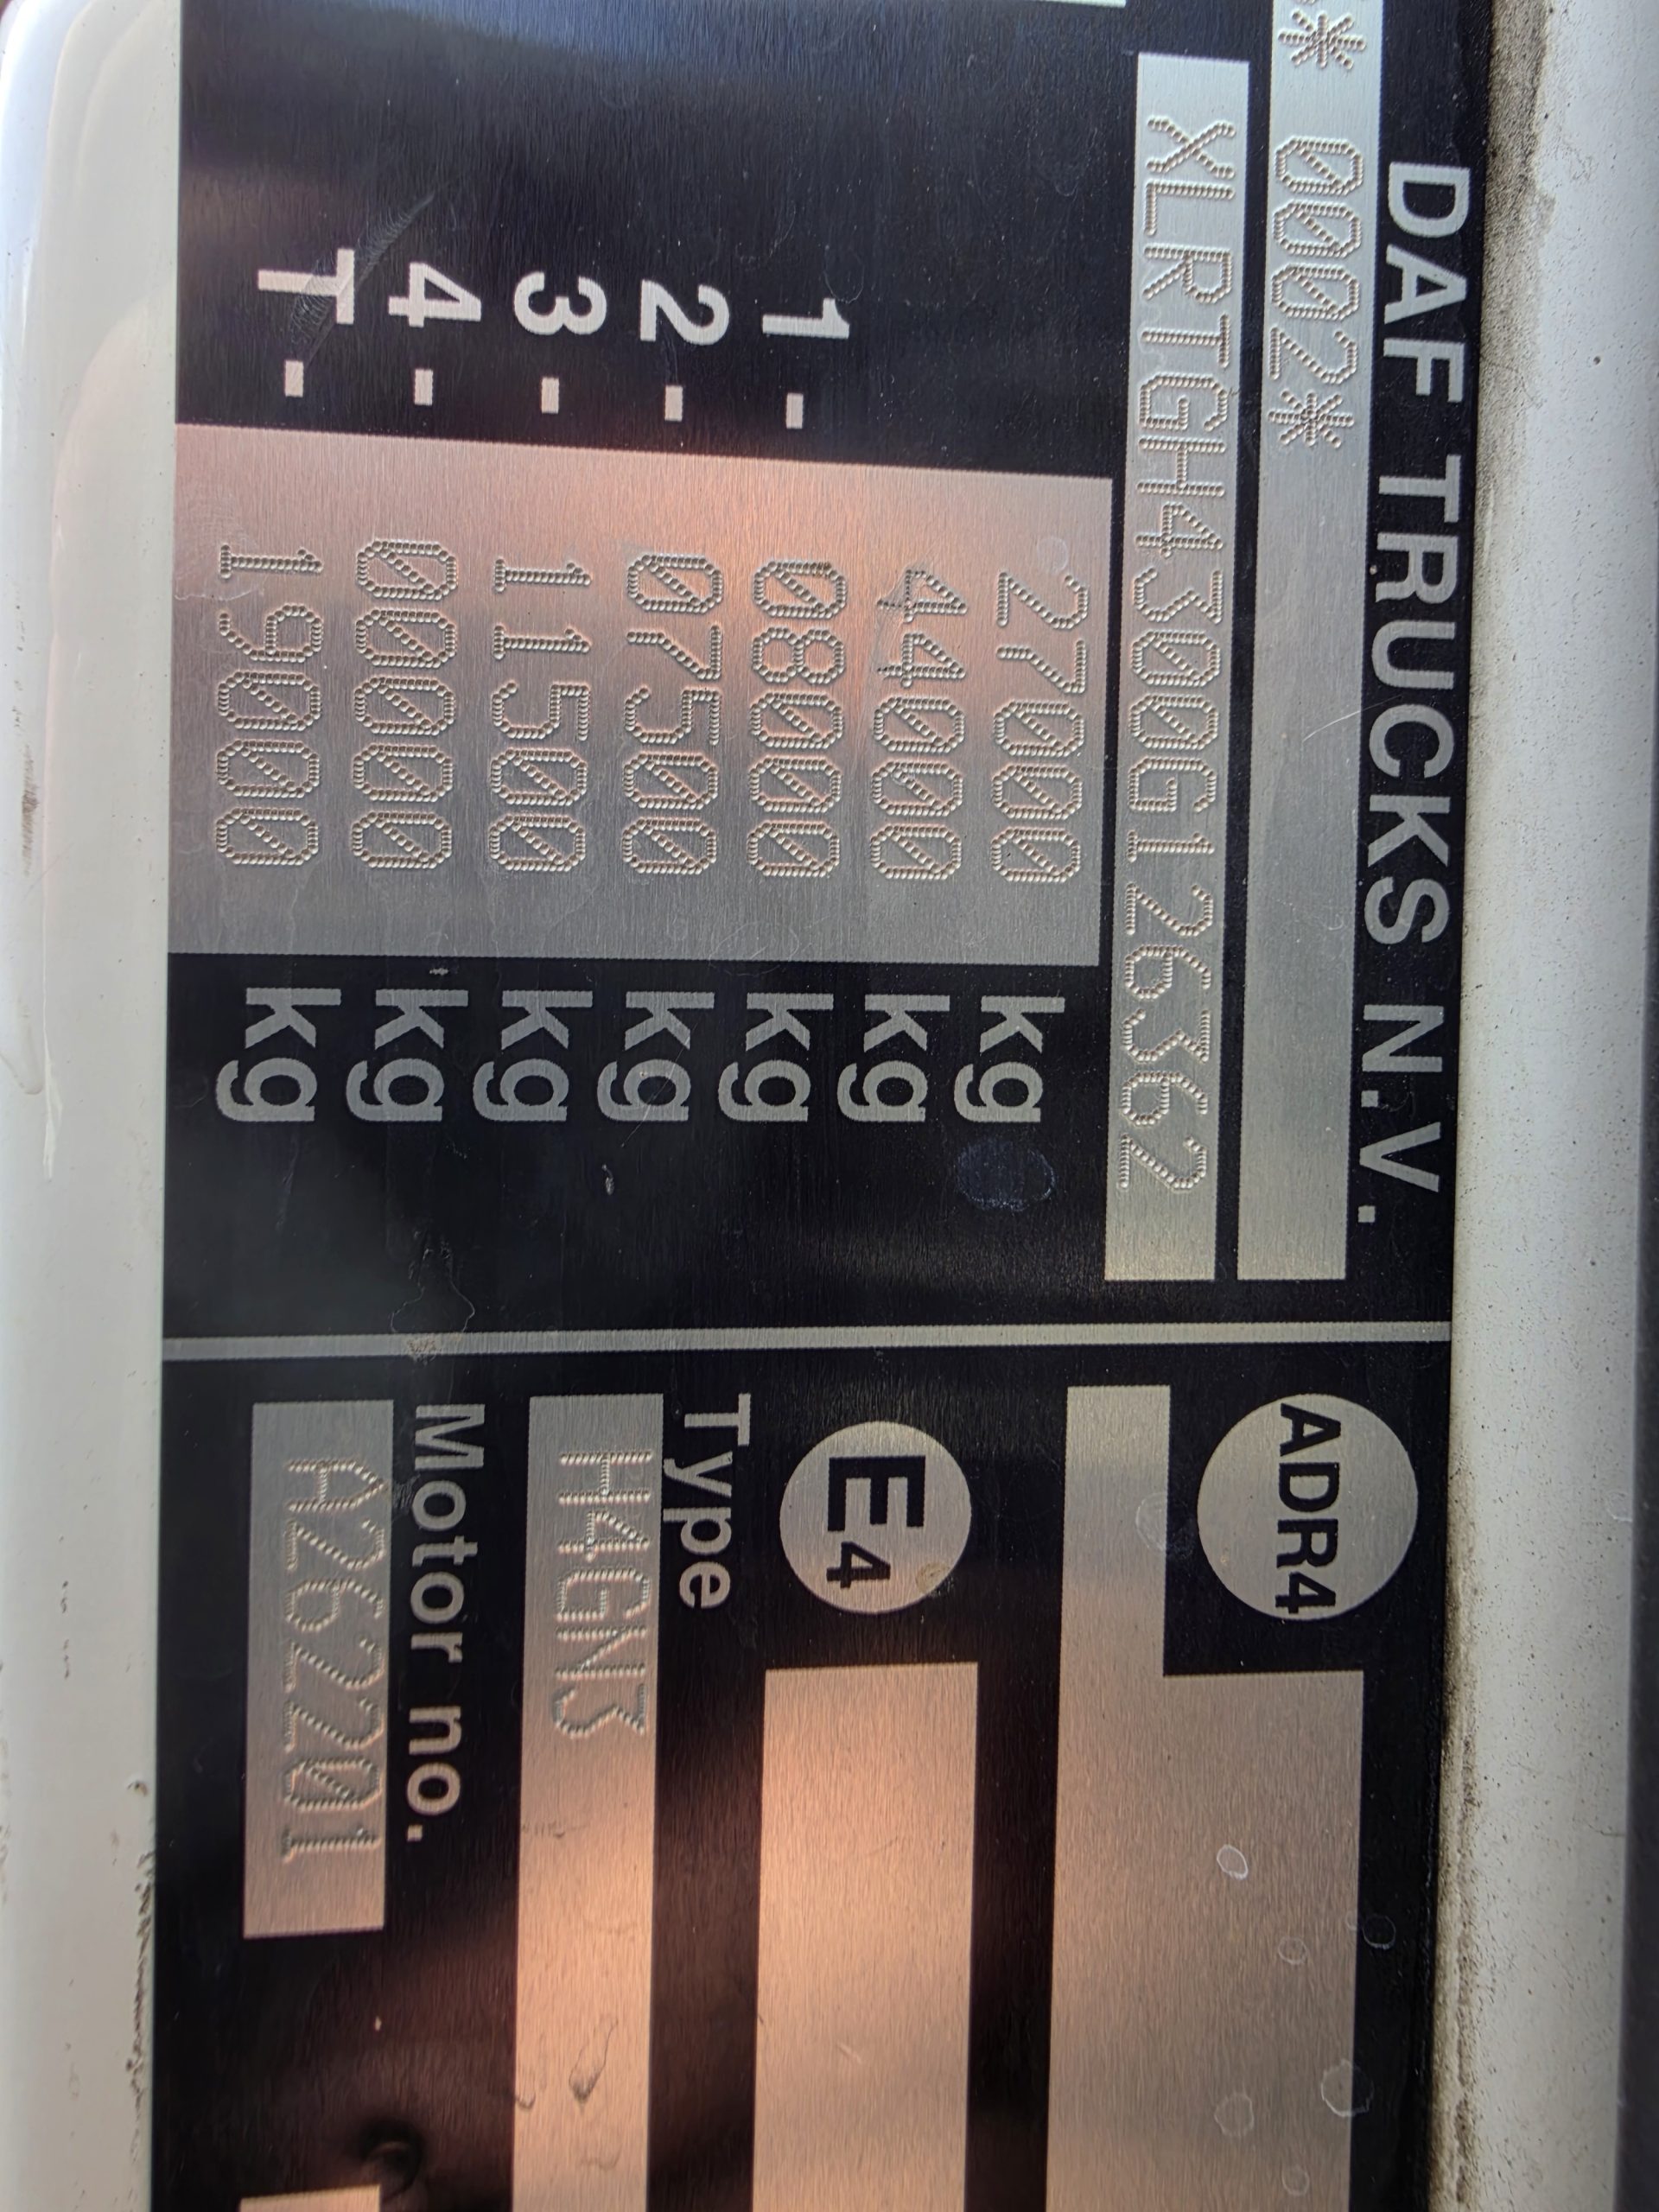 DAF TRUCKS N.V.
* 0002*
XLRTGH4300G126362
27000 kg
44000 kg
1- 08000 kg
2- 07500 kg
3- 11500 kg
4- 00000 kg
T- 19000 kg
ADR4
E4
Type
H4GN3
Motor no.
A262201